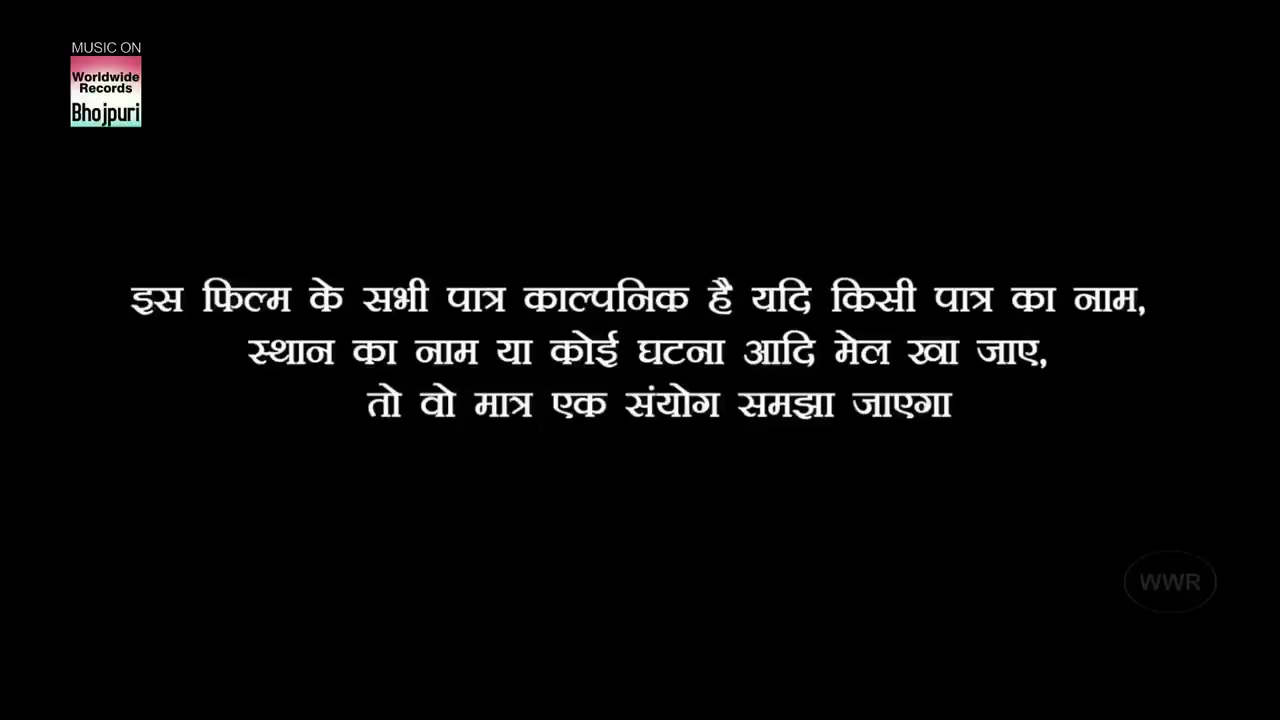 MUSIC ON
Worldwide
Records
Bhojpuri
इस फिल्म के सभी पात्र काल्पनिक है यदि किसी पात्र का नाम,
स्थान का नाम या कोई घटना आदि मेल खा जाए,
तो वो मात्र एक संयोग समझा जाएगा
WWR